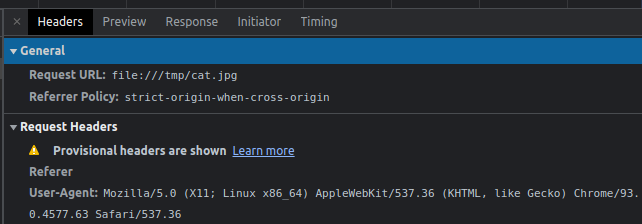 × Headers Preview Response Initiator Timing
▼ General
Request URL: file:///tmp/cat.jpg
Referrer Policy: strict-origin-when-cross-origin
▼ Request Headers
Provisional headers are shown Learn more
Referer
User-Agent: Mozilla/5.0 (X11; Linux x86_64) AppleWebKit/537.36 (KHTML, like Gecko) Chrome/93.
0.4577.63 Safari/537.36